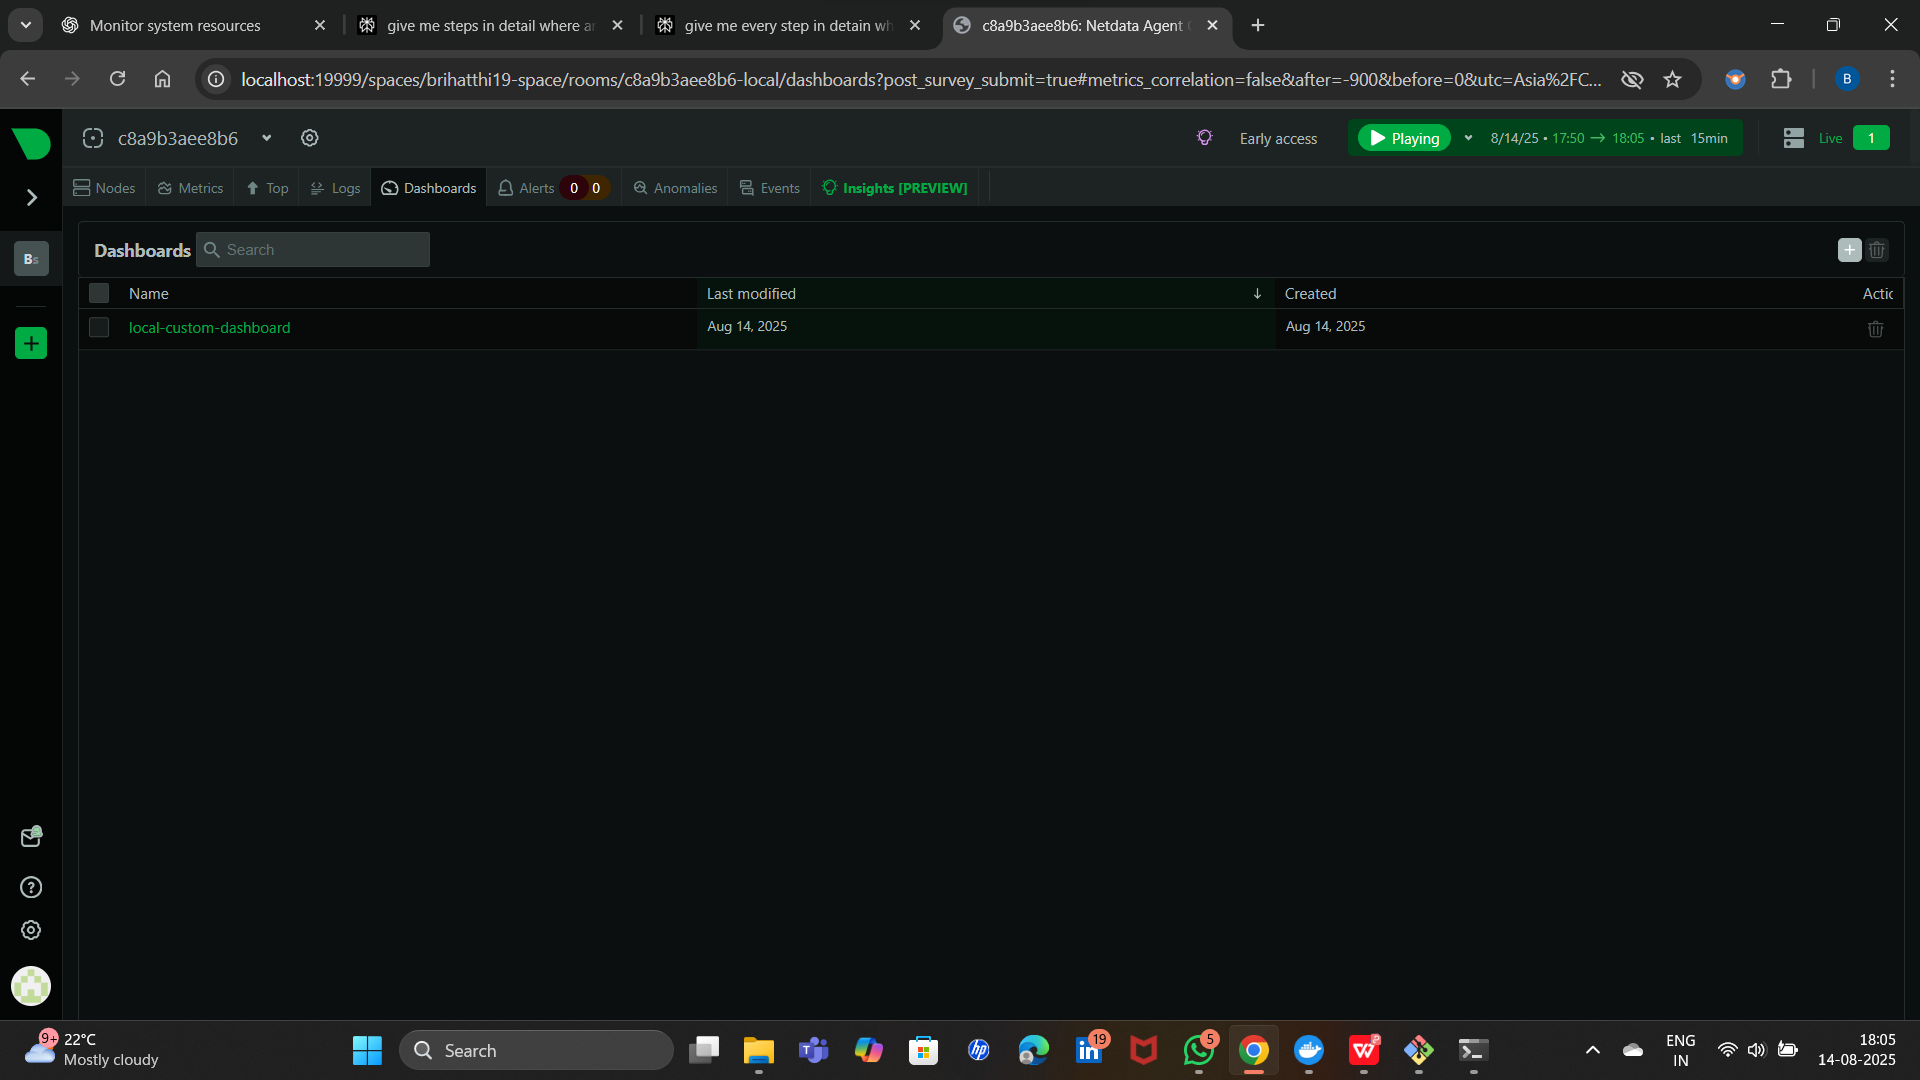 Monitor system resources
give me steps in detail where ar
give me every step in detain wh
c8a9b3aee8b6: Netdata Agent
localhost:19999/spaces/brihatthi19-space/rooms/c8a9b3aee8b6-local/dashboards?post_survey_submit=true#metrics_correlation=false&after=-900&before=0&utc=Asia%2FC...
B
c8a9b3aee8b6
Early access
Playing
8/14/25 • 17:50 → 18:05 • last 15min
Live
1
Nodes
Metrics
Top
Logs
Dashboards
Alerts
0
0
Anomalies
Events
Insights [PREVIEW]
Bs
Dashboards
Search
Name
Last modified
Created
Actic
local-custom-dashboard
Aug 14, 2025
Aug 14, 2025
9+
22°C
Mostly cloudy
Search
19
5
ENG
IN
18:05
14-08-2025